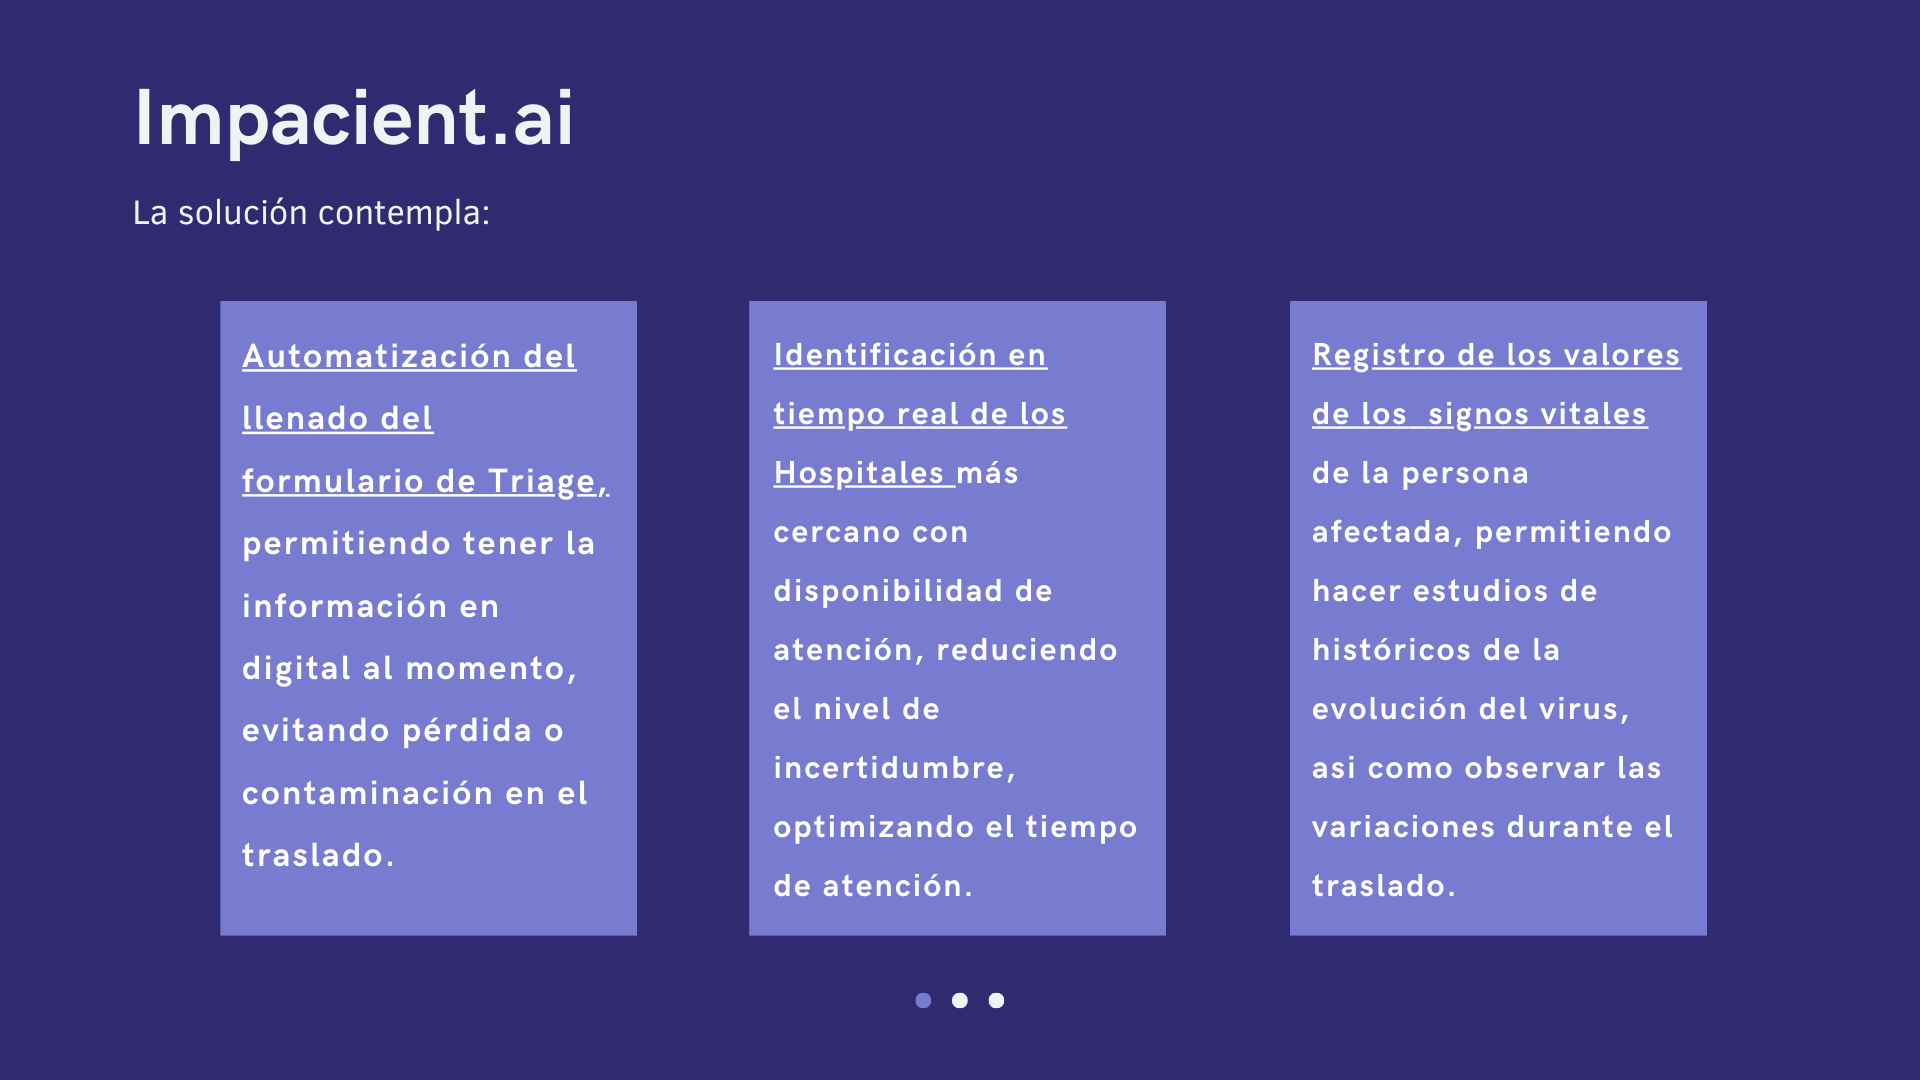 Impacient.ai
La solución contempla:
Automatización del
llenado del
formulario de Triage,
permitiendo tener la
información en
digital al momento,
evitando pérdida o
contaminación en el
traslado.
Identificación en
tiempo real de los
Hospitales más
cercano con
disponibilidad de
atención, reduciendo
el nivel de
incertidumbre,
optimizando el tiempo
de atención.
Registro de los valores
de los  signos vitales
de la persona
afectada, permitiendo
hacer estudios de
históricos de la
evolución del virus,
asi como observar las
variaciones durante el
traslado.